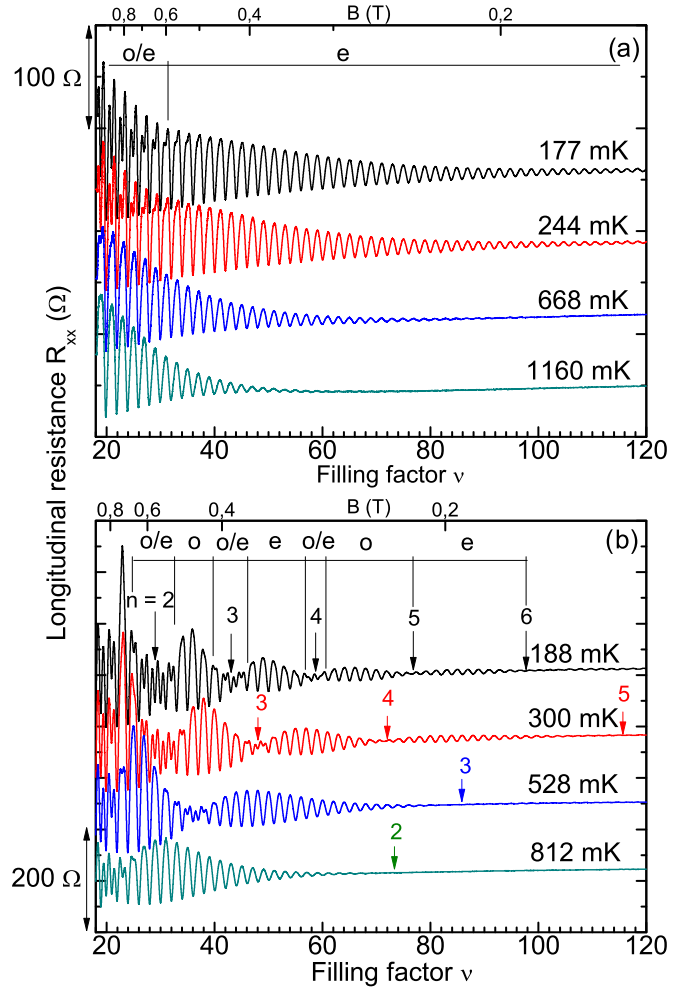 0,8 0,6 0,4 B (T) 0,2
o/e e (a)
100 Ω
177 mK
244 mK
668 mK
1160 mK
20 40 60 80 100 120
Filling factor ν
Longitudinal resistance Rxx (Ω)
0,8 0,6 0,4 B (T) 0,2
o/e o o/e e o/e o e (b)
n = 2 3 4 5 6
188 mK
3 4 5
300 mK
3
528 mK
2
812 mK
200 Ω
20 40 60 80 100 120
Filling factor ν